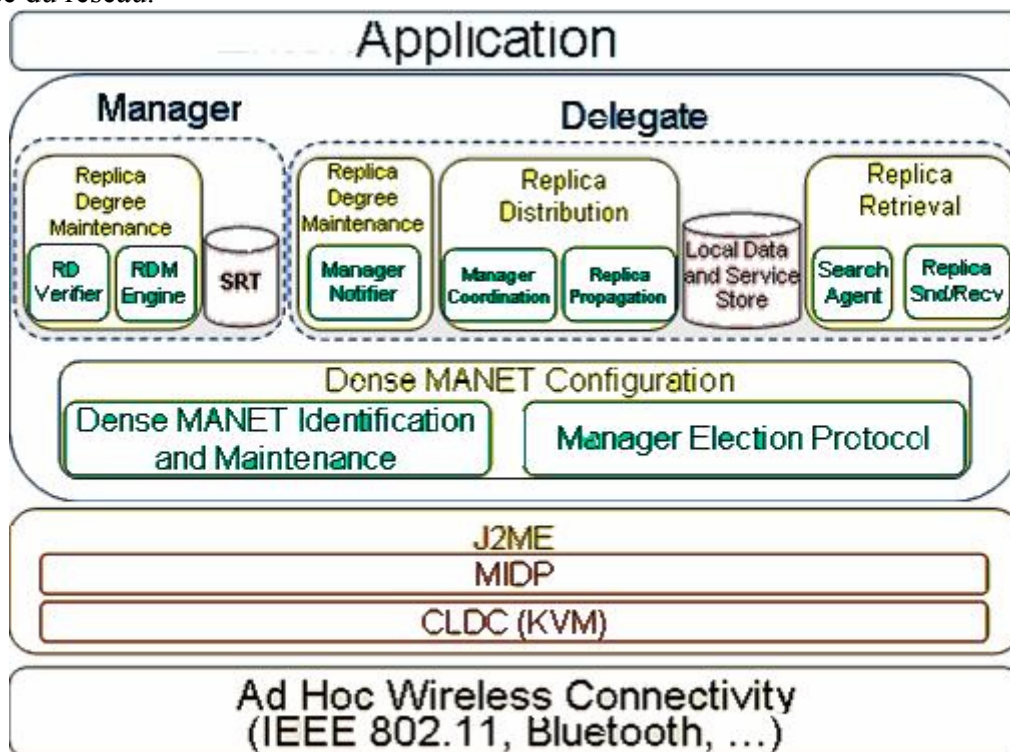 du réseau.
Application
Manager
Delegate
Replica
Degree
Maintenance
RD
Verifier
RDM
Engine
SRT
Replica
Degree
Maintenance
Manager
Notifier
Replica
Distribution
Manager
Coordination
Replica
Propagation
Local Data
and Service
Store
Replica
Retrieval
Search
Agent
Replica
Snd/Recv
Dense MANET Configuration
Dense MANET Identification
and Maintenance
Manager Election Protocol
J2ME
MIDP
CLDC (KVM)
Ad Hoc Wireless Connectivity
(IEEE 802.11, Bluetooth, ...)